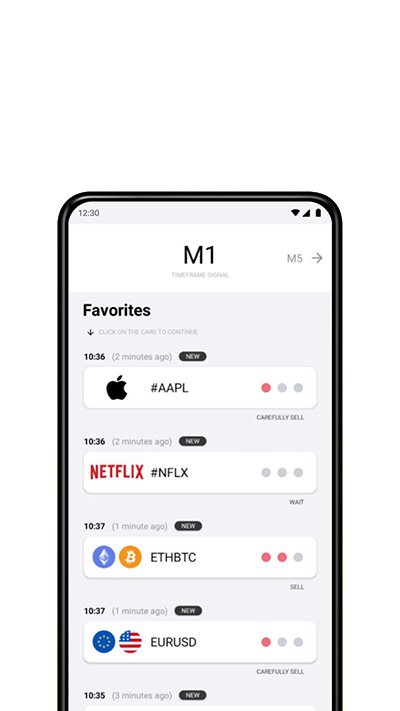 12:30
M1 M5 →
TIMEFRAME SIGNAL
Favorites
↓ CLICK ON THE CARD TO CONTINUE
10:36 (2 minutes ago) NEW
#AAPL
CAREFULLY SELL
10:36 (2 minutes ago) NEW
NETFLIX #NFLX
WAIT
10:37 (1 minute ago) NEW
ETHBTC
SELL
10:37 (1 minute ago) NEW
EURUSD
CAREFULLY SELL
10:35 (3 minutes ago) NEW